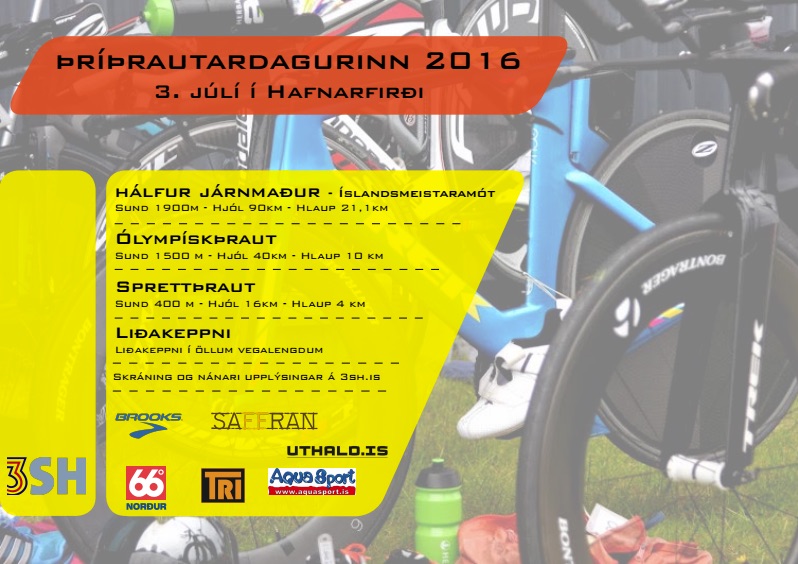 ÞRÍÞRAUTARDAGURINN 2016
3. JÚLÍ Í HAFNARFIRÐI
HÁLFUR JÁRNMAÐUR - ÍSLANDSMEISTARAMÓT
SUND 1900M - HJÓL 90KM - HLAUP 21,1KM
ÓLYMPÍSKÞRAUT
SUND 1500 M - HJÓL 40KM - HLAUP 10 KM
SPRETTÞRAUT
SUND 400 M - HJÓL 16KM - HLAUP 4 KM
LIÐAKEPPNI
LIÐAKEPPNI Í ÖLLUM VEGALENGDUM
SKRÁNING OG NÁNARI UPPLÝSINGAR Á 3SH.IS
BROOKS
SAFFRAN
UTHALD.IS
3SH
66°
NORÐUR
TRI
Aqua Sport
www.aquasport.is
BONTRAGER
TREK
BONTRAGER